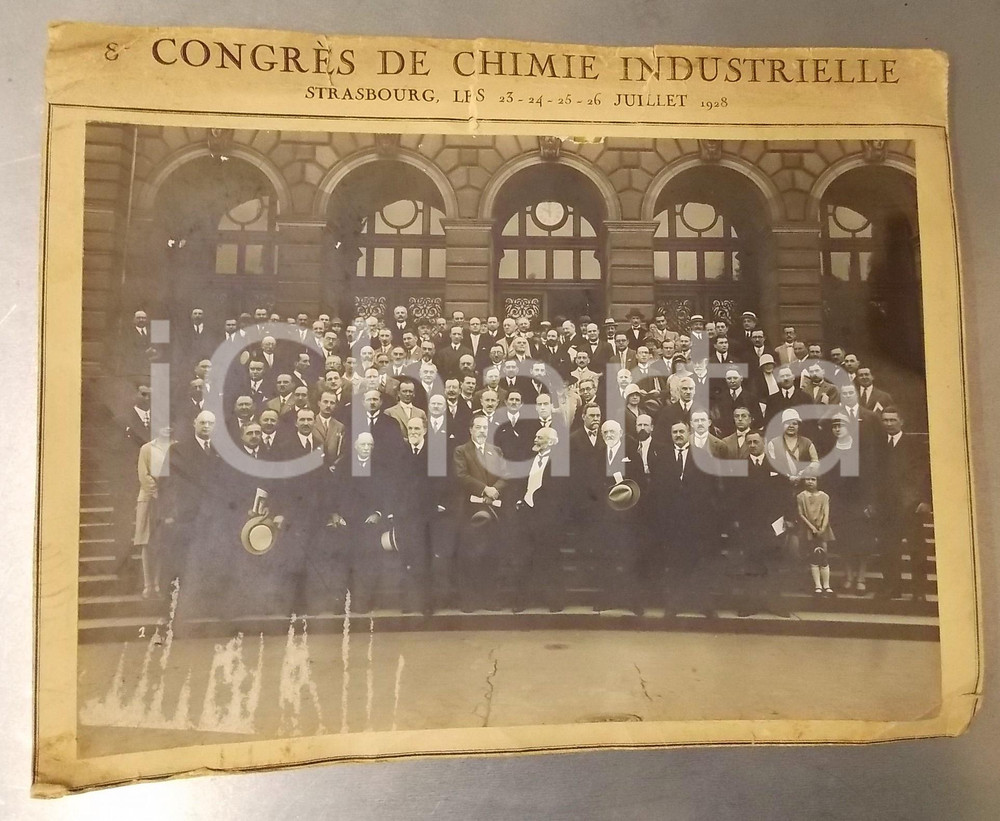 8e CONGRÈS DE CHIMIE INDUSTRIELLE
STRASBOURG, LES 23-24-25-26 JUILLET 1928
iCharta